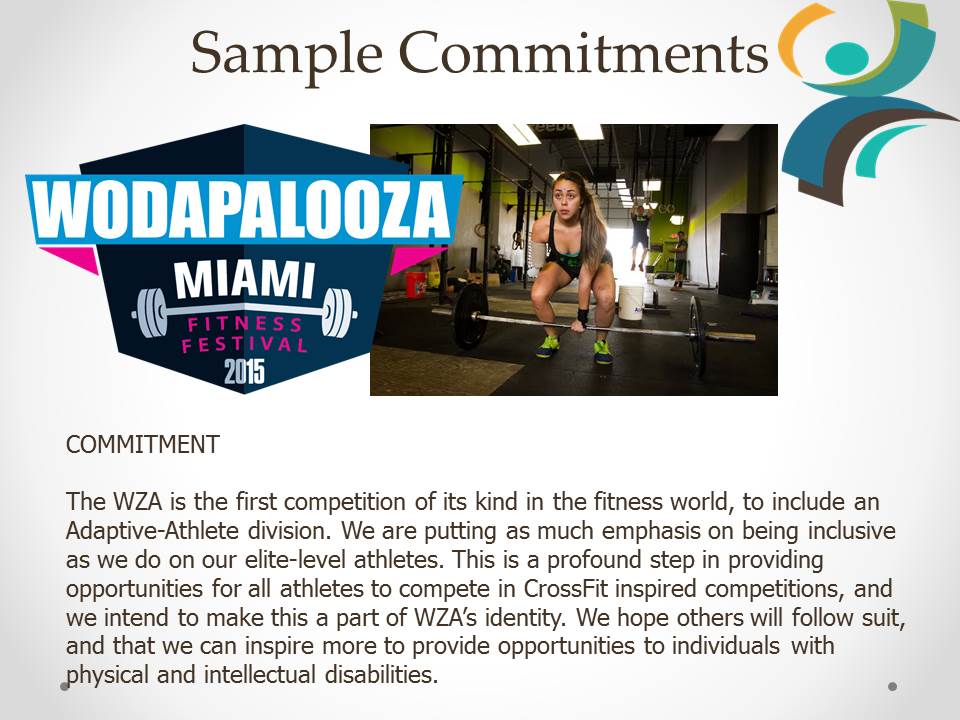 Sample Commitments
WODAPALOOZA
MIAMI
FITNESS
FESTIVAL
2015
COMMITMENT
The WZA is the first competition of its kind in the fitness world, to include an
Adaptive-Athlete division. We are putting as much emphasis on being inclusive
as we do on our elite-level athletes. This is a profound step in providing
opportunities for all athletes to compete in CrossFit inspired competitions, and
we intend to make this a part of WZA’s identity. We hope others will follow suit,
and that we can inspire more to provide opportunities to individuals with
physical and intellectual disabilities.